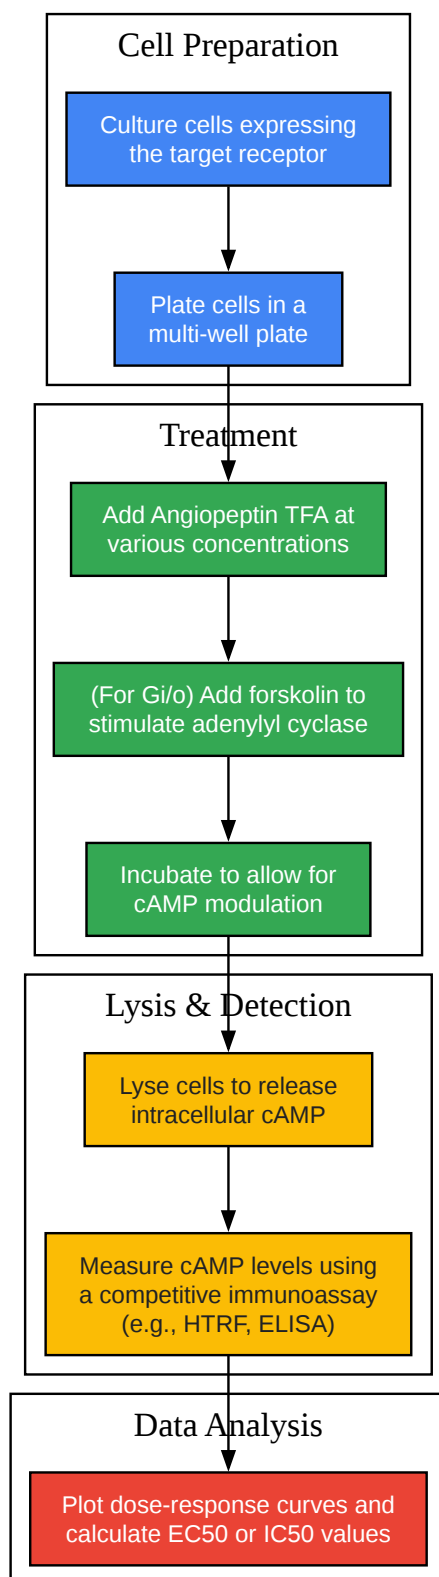 Cell Preparation
Culture cells expressing
the target receptor
Plate cells in a
multi-well plate
Treatment
Add Angiopeptin TFA at
various concentrations
(For Gi/o) Add forskolin to
stimulate adenylyl cyclase
Incubate to allow for
cAMP modulation
Lysis & Detection
Lyse cells to release
intracellular cAMP
Measure cAMP levels using
a competitive immunoassay
(e.g., HTRF, ELISA)
Data Analysis
Plot dose-response curves and
calculate EC50 or IC50 values